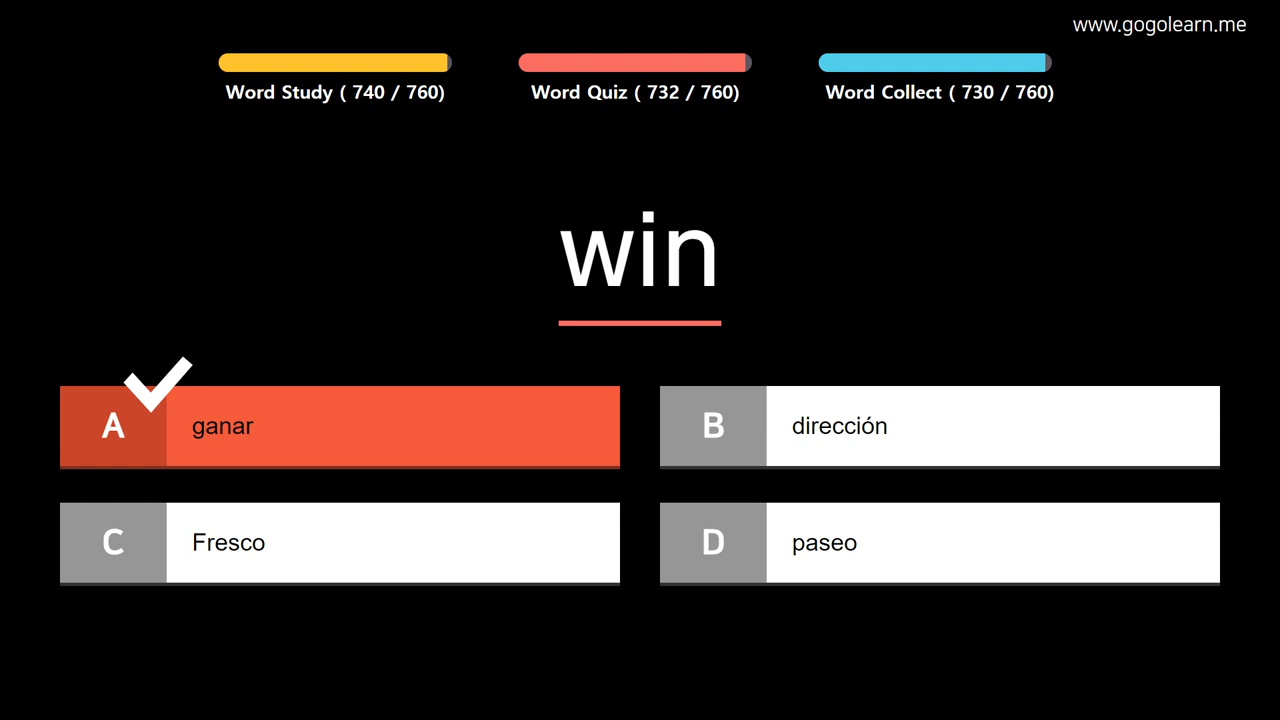 www.gogolearn.me
Word Study ( 740 / 760)
Word Quiz ( 732 / 760)
Word Collect ( 730 / 760)
win
A ganar
B dirección
C Fresco
D paseo